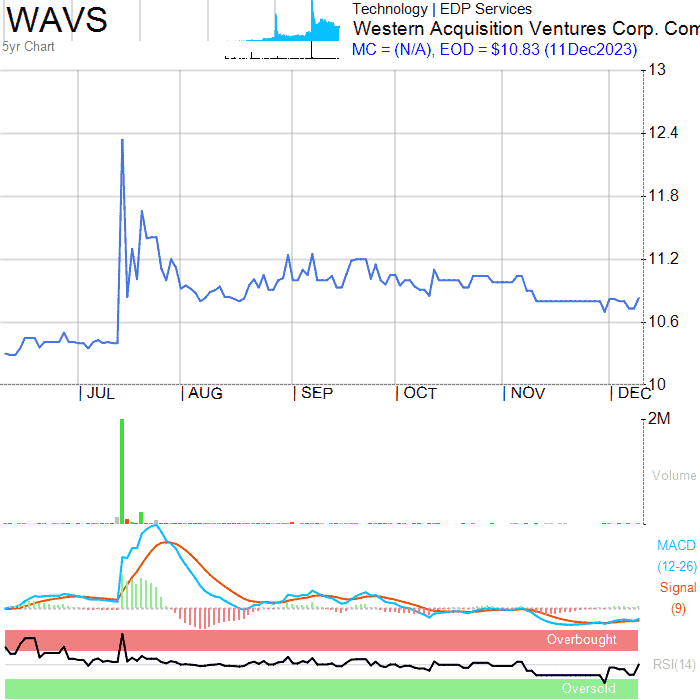 WAVS
5yr Chart
Technology | EDP Services
Western Acquisition Ventures Corp. Com
MC = (N/A), EOD = $10.83 (11Dec2023)
13
12.4
11.8
11.2
10.6
10
| JUL | AUG | SEP | OCT | NOV | DEC
2M
Volume
MACD
(12-26)
Signal
(9)
Overbought
RSI(14)
Oversold